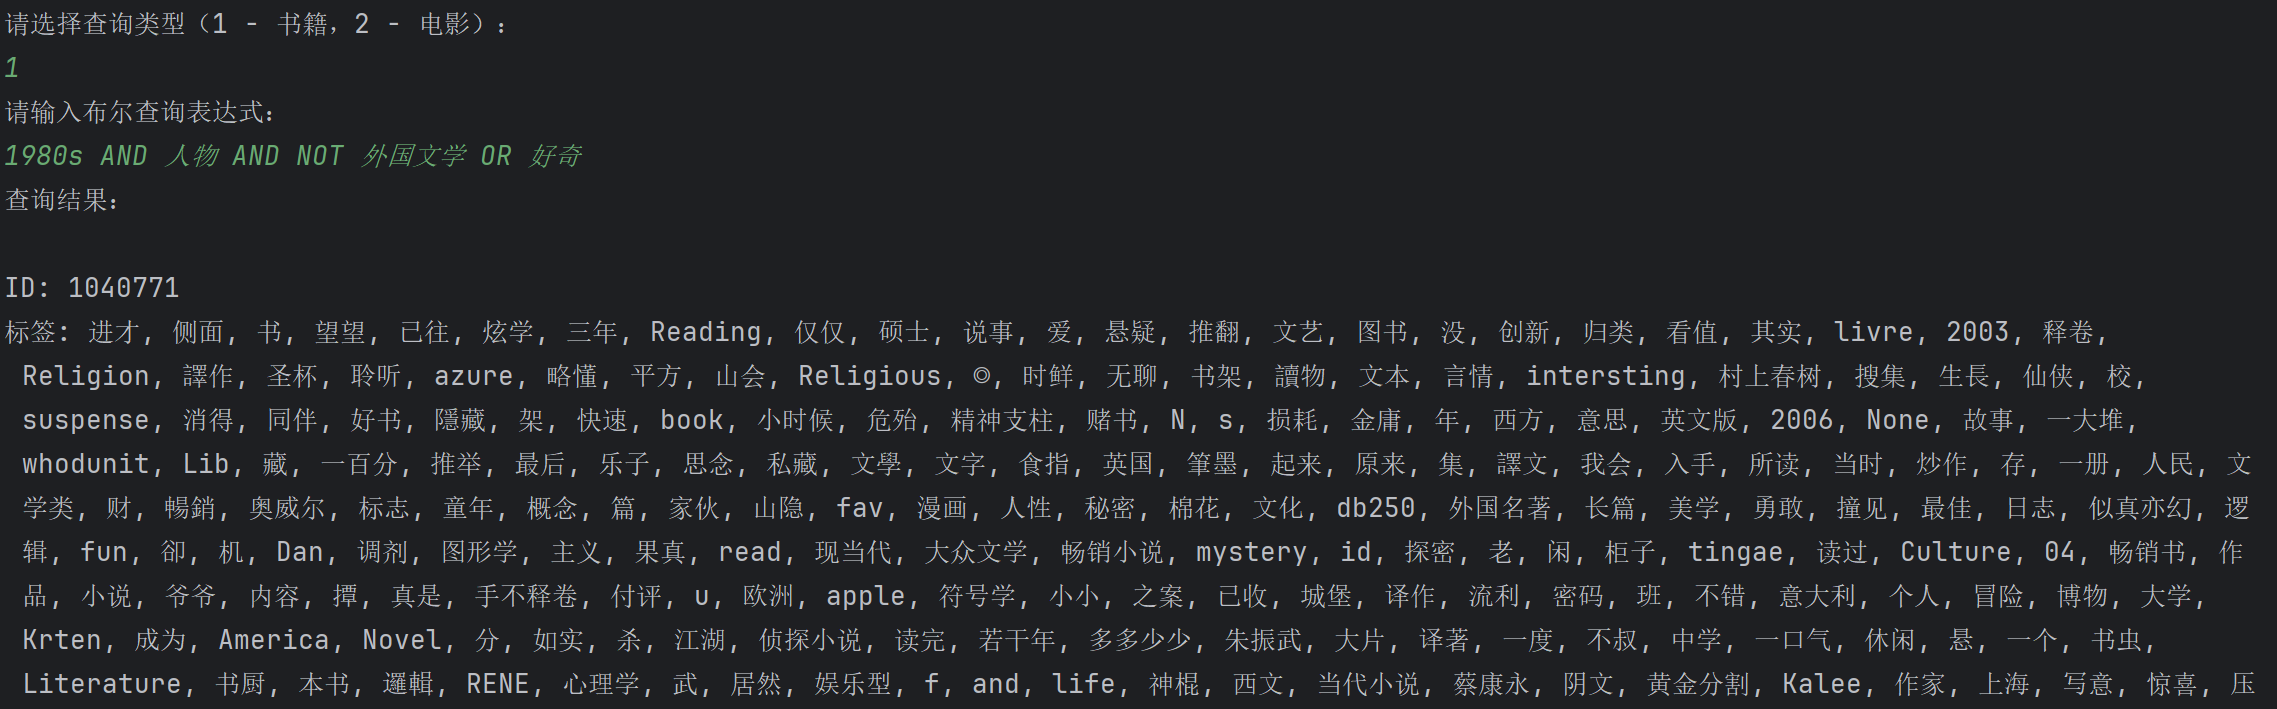 请选择查询类型（1 - 书籍，2 - 电影）：
1
请输入布尔查询表达式：
1980s AND 人物 AND NOT 外国文学 OR 好奇
查询结果：
ID: 1040771
标签: 进才, 侧面, 书, 望望, 已往, 炫学, 三年, Reading, 仅仅, 硕士, 说事, 爱, 悬疑, 推翻, 文艺, 图书, 没, 创新, 归类, 看值, 其实, livre, 2003, 释卷,
Religion, 譯作, 圣杯, 聆听, azure, 略懂, 平方, 山会, Religious, ©, 时鲜, 无聊, 书架, 讀物, 文本, 言情, intersting, 村上春树, 搜集, 生長, 仙侠, 校,
suspense, 消得, 同伴, 好书, 隱藏, 架, 快速, book, 小时候, 危殆, 精神支柱, 赌书, N, s, 损耗, 金庸, 年, 西方, 意思, 英文版, 2006, None, 故事, 一大堆,
whodunit, Lib, 藏, 一百分, 推举, 最后, 乐子, 思念, 私藏, 文學, 文字, 食指, 英国, 筆墨, 起来, 原来, 集, 譯文, 我会, 入手, 所读, 当时, 炒作, 存, 一册, 人民, 文
学类, 财, 暢銷, 奥威尔, 标志, 童年, 概念, 篇, 家伙, 山隐, fav, 漫画, 人性, 秘密, 棉花, 文化, db250, 外国名著, 长篇, 美学, 勇敢, 撞见, 最佳, 日志, 似真亦幻, 逻
辑, fun, 卻, 机, Dan, 调剂, 图形学, 主义, 果真, read, 现当代, 大众文学, 畅销小说, mystery, id, 探密, 老, 闲, 柜子, tingae, 读过, Culture, 04, 畅销书, 作
品, 小说, 爷爷, 内容, 撢, 真是, 手不释卷, 付评, u, 欧洲, apple, 符号学, 小小, 之案, 已收, 城堡, 译作, 流利, 密码, 班, 不错, 意大利, 个人, 冒险, 博物, 大学,
Krten, 成为, America, Novel, 分, 如实, 杀, 江湖, 侦探小说, 读完, 若干年, 多多少少, 朱振武, 大片, 译著, 一度, 不叔, 中学, 一口气, 休闲, 悬, 一个, 书虫,
Literature, 书厨, 本书, 邏輯, RENE, 心理学, 武, 居然, 娱乐型, f, and, life, 神棍, 西文, 当代小说, 蔡康永, 阴文, 黄金分割, Kalee, 作家, 上海, 写意, 惊喜, 压